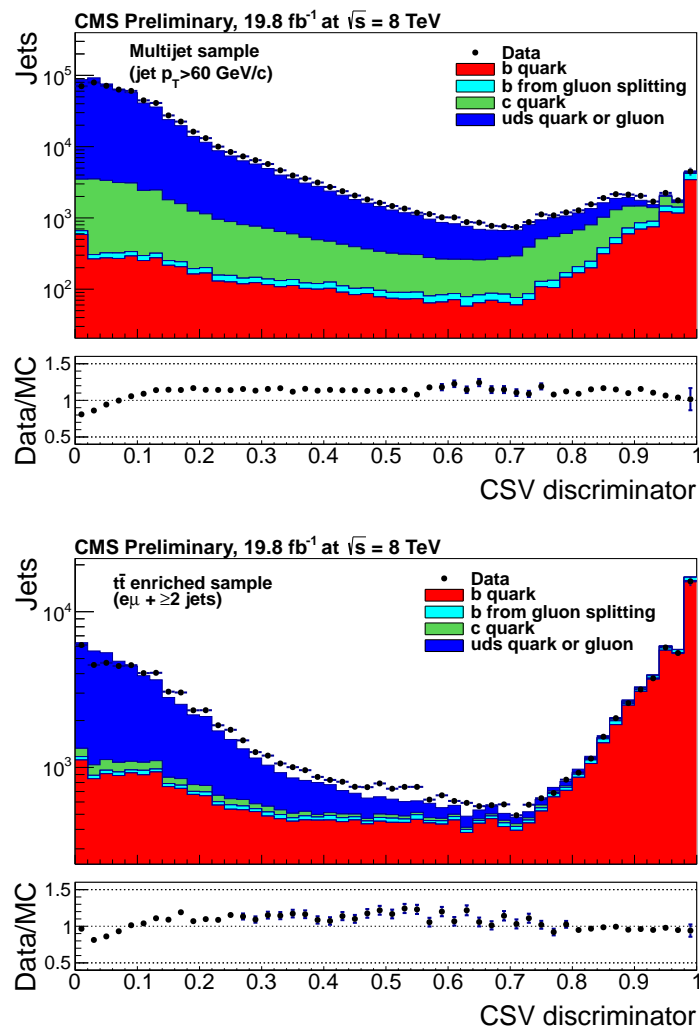 CMS Preliminary, 19.8 fb⁻¹ at √s = 8 TeV
Jets
Multijet sample
(jet p_T>60 GeV/c)
Data
b quark
b from gluon splitting
c quark
uds quark or gluon
10⁵
10⁴
10³
10²
Data/MC
1.5
1
0.5
0 0.1 0.2 0.3 0.4 0.5 0.6 0.7 0.8 0.9 1
CSV discriminator
CMS Preliminary, 19.8 fb⁻¹ at √s = 8 TeV
Jets
tt̄ enriched sample
(eμ + ≥2 jets)
Data
b quark
b from gluon splitting
c quark
uds quark or gluon
10⁴
10³
Data/MC
1.5
1
0.5
0 0.1 0.2 0.3 0.4 0.5 0.6 0.7 0.8 0.9 1
CSV discriminator